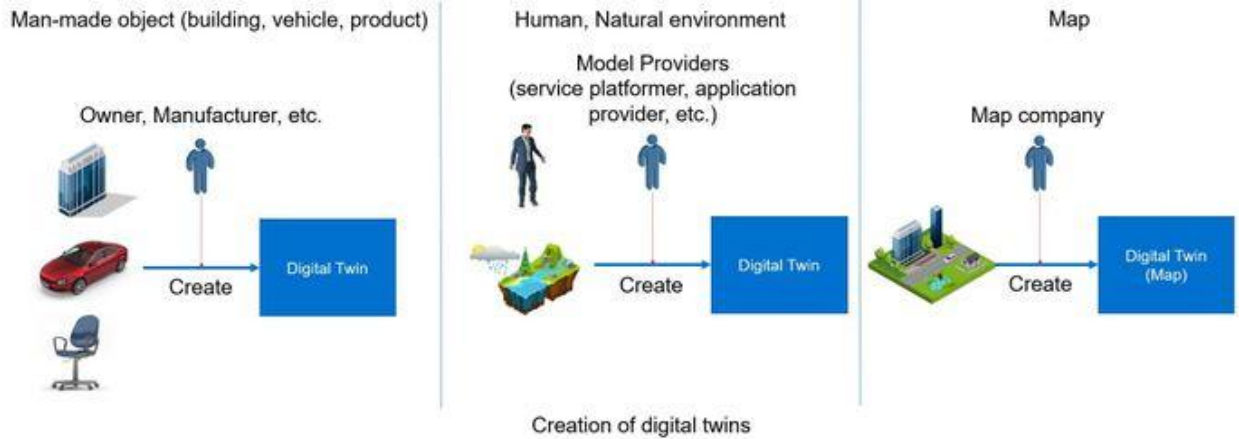 Man-made object (building, vehicle, product)
Owner, Manufacturer, etc.
Create
Digital Twin
Human, Natural environment
Model Providers
(service platformer, application
provider, etc.)
Create
Digital Twin
Map
Map company
Create
Digital Twin
(Map)
Creation of digital twins